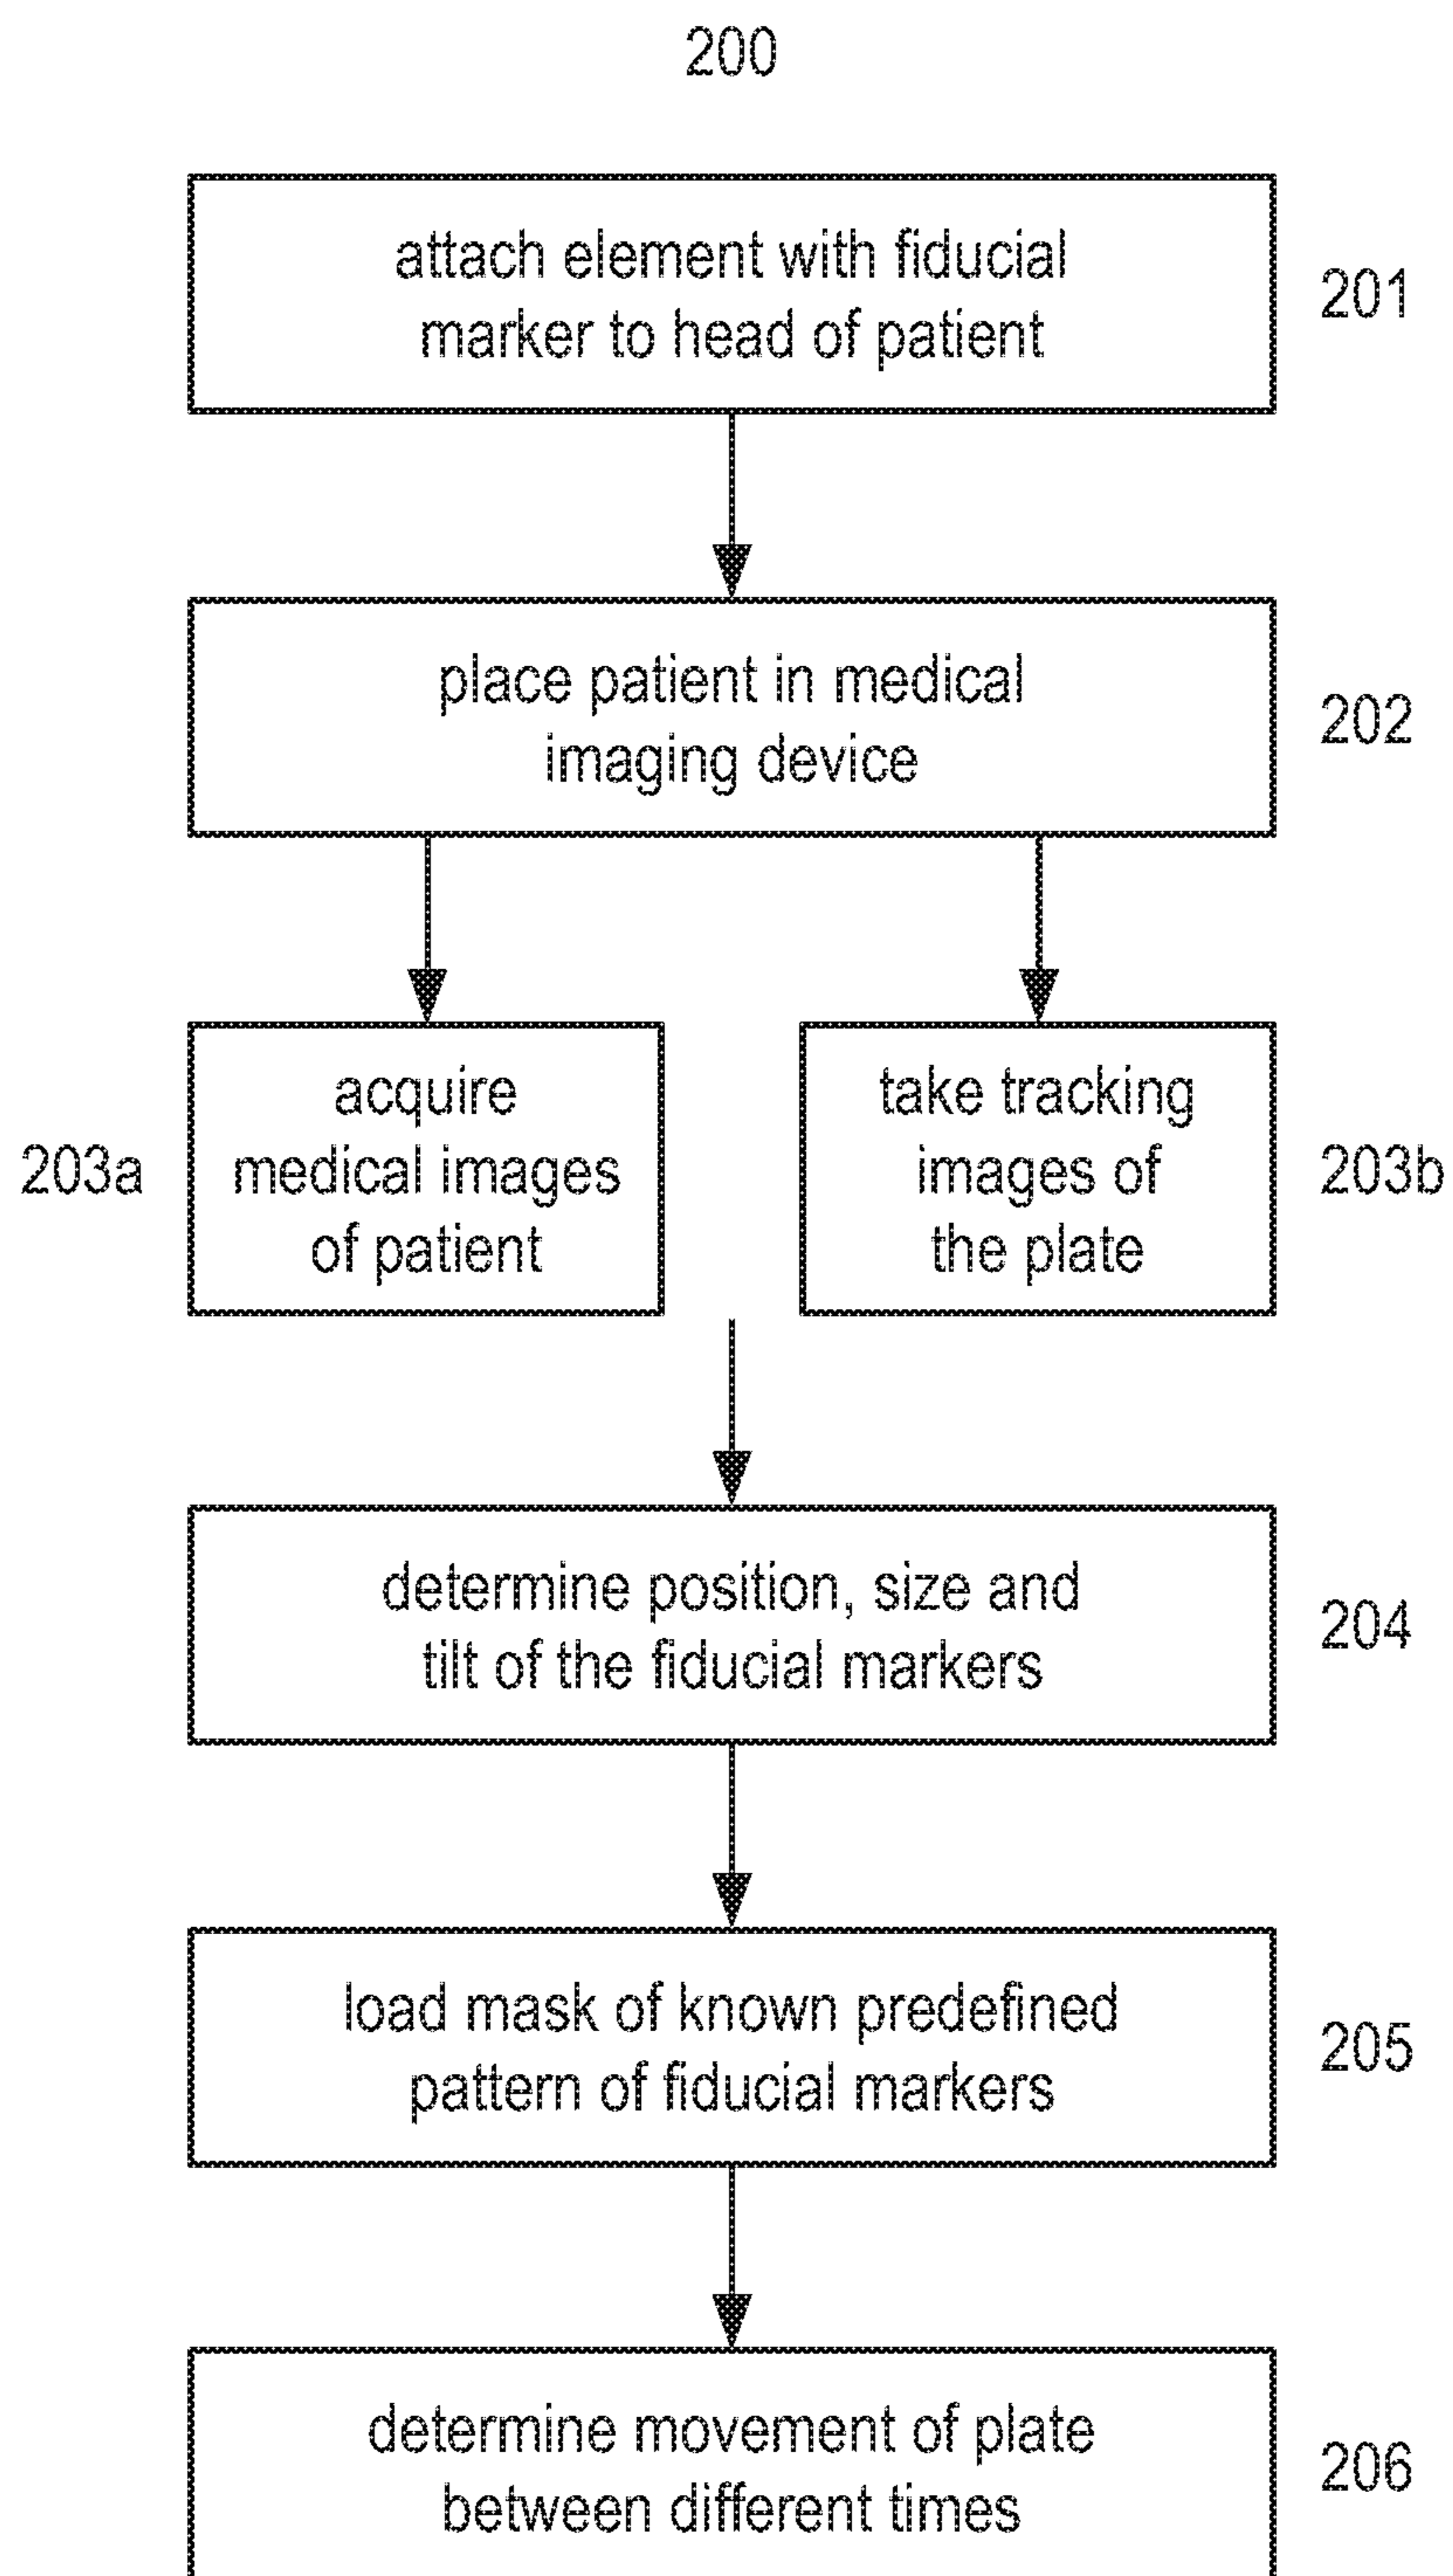 200
attach element with fiducial
marker to head of patient
201
place patient in medical
imaging device
202
203a
acquire
medical images
of patient
take tracking
images of
the plate
203b
determine position, size and
tilt of the fiducial markers
204
load mask of known predefined
pattern of fiducial markers
205
determine movement of plate
between different times
206